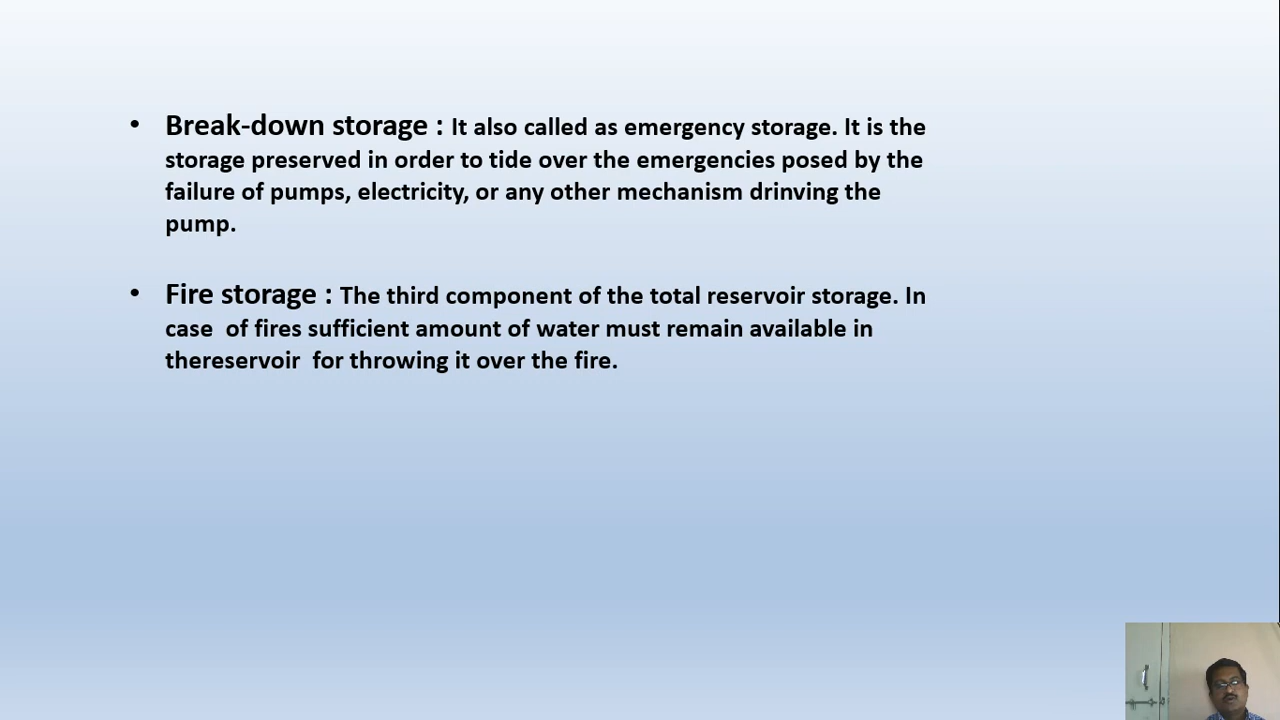 • Break-down storage : It also called as emergency storage. It is the
storage preserved in order to tide over the emergencies posed by the
failure of pumps, electricity, or any other mechanism drinving the
pump.
• Fire storage : The third component of the total reservoir storage. In
case  of fires sufficient amount of water must remain available in
thereservoir  for throwing it over the fire.